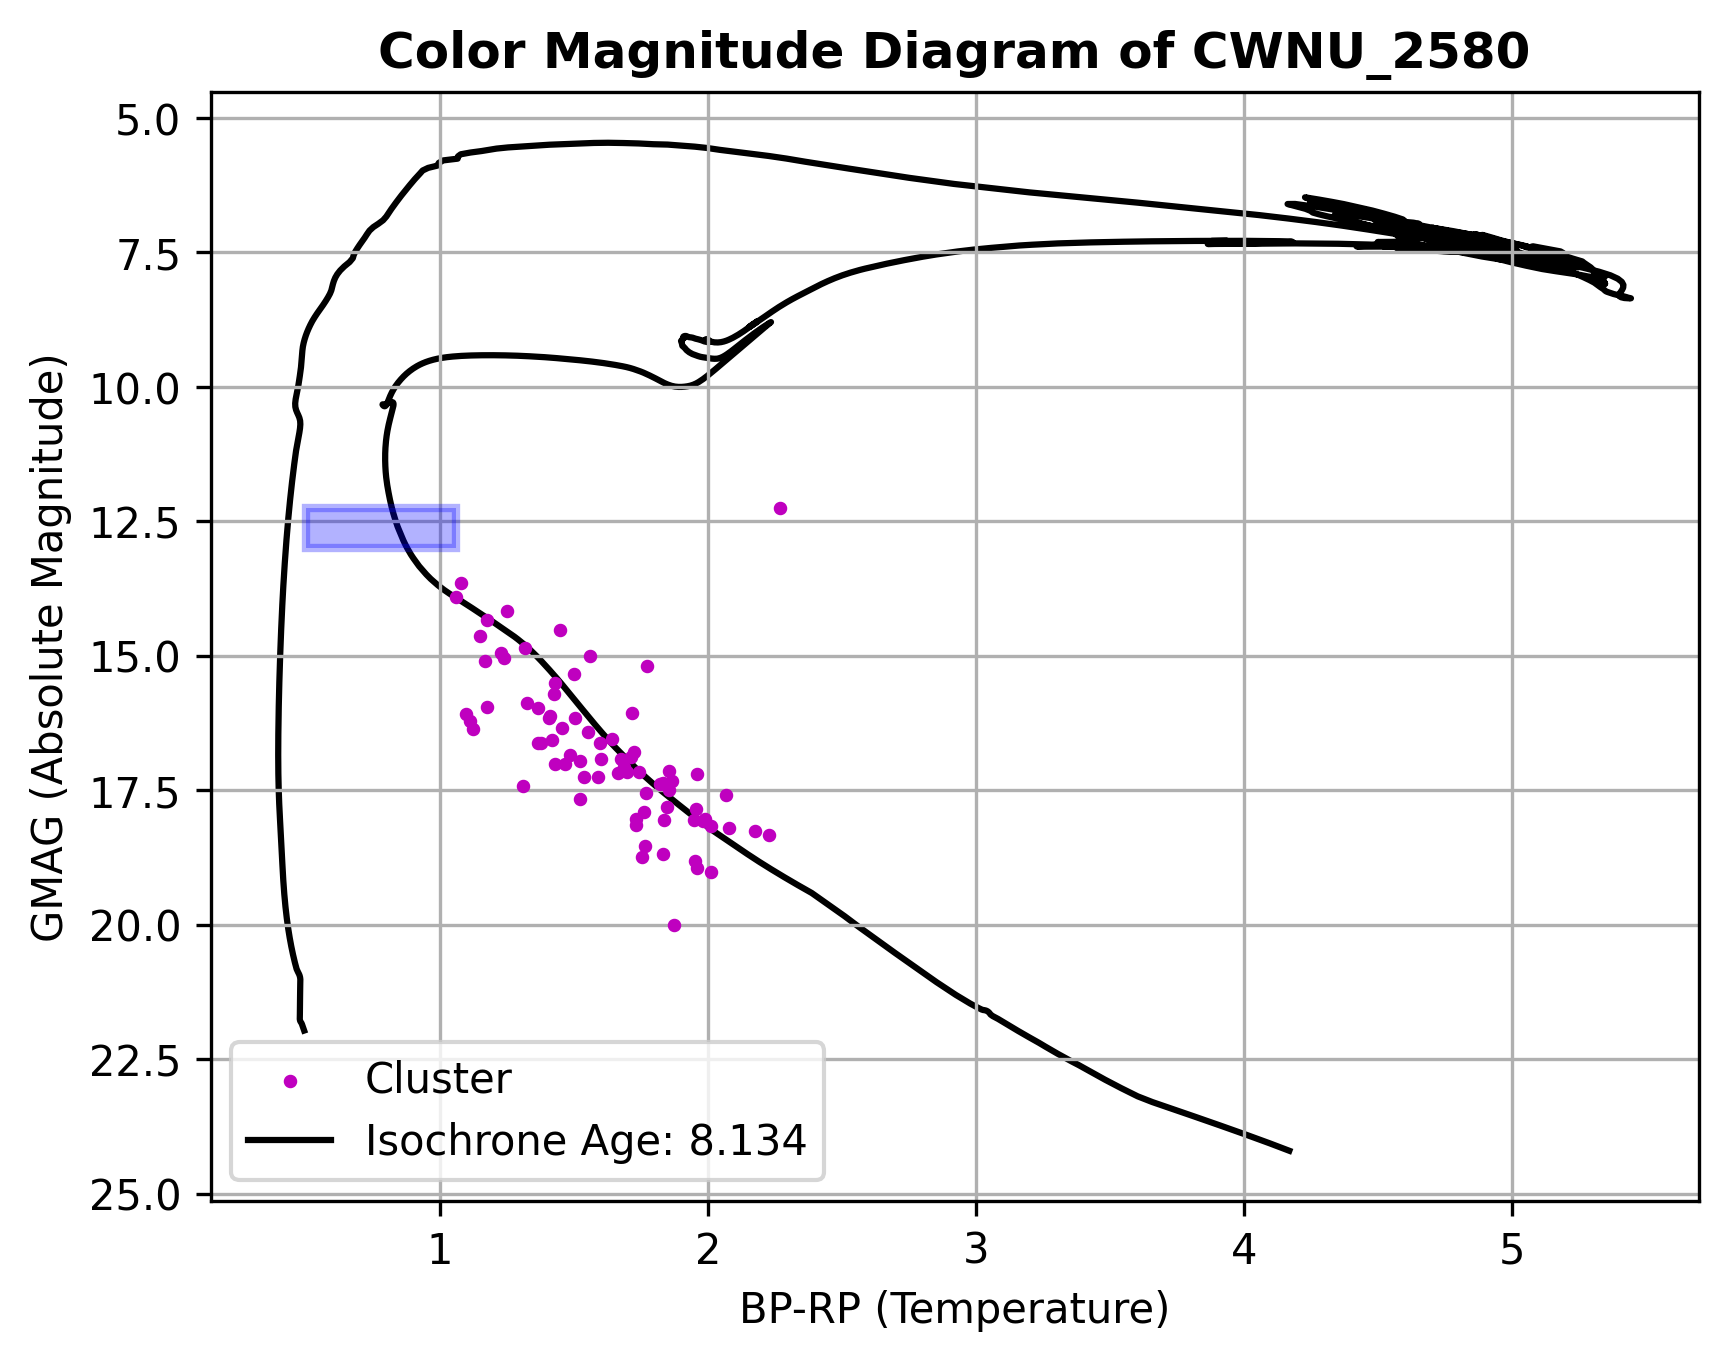 Color Magnitude Diagram of CWNU_2580
GMAG (Absolute Magnitude)
5.0
7.5
10.0
12.5
15.0
17.5
20.0
22.5
25.0
Cluster
Isochrone Age: 8.134
1 2 3 4 5
BP-RP (Temperature)